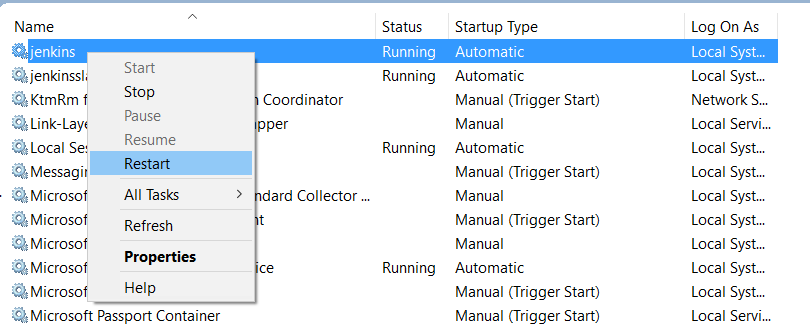 Name Status Startup Type Log On As
jenkins Running Automatic Local Syst...
jenkinssla Running Automatic Local Syst...
KtmRm f n Coordinator Manual (Trigger Start) Network S...
Link-Laye pper Manual Local Servi...
Local Ses Running Automatic Local Syst...
Messagin Manual (Trigger Start) Local Syst...
Microsof ndard Collector ... Manual Local Syst...
Microsof nt Manual (Trigger Start) Local Syst...
Microsof Manual Local Syst...
Microsof ice Running Automatic Local Syst...
Microsof Manual (Trigger Start) Local Syst...
Microsoft Passport Container Manual (Trigger Start) Local Servi...
Start
Stop
Pause
Resume
Restart
All Tasks
Refresh
Properties
Help